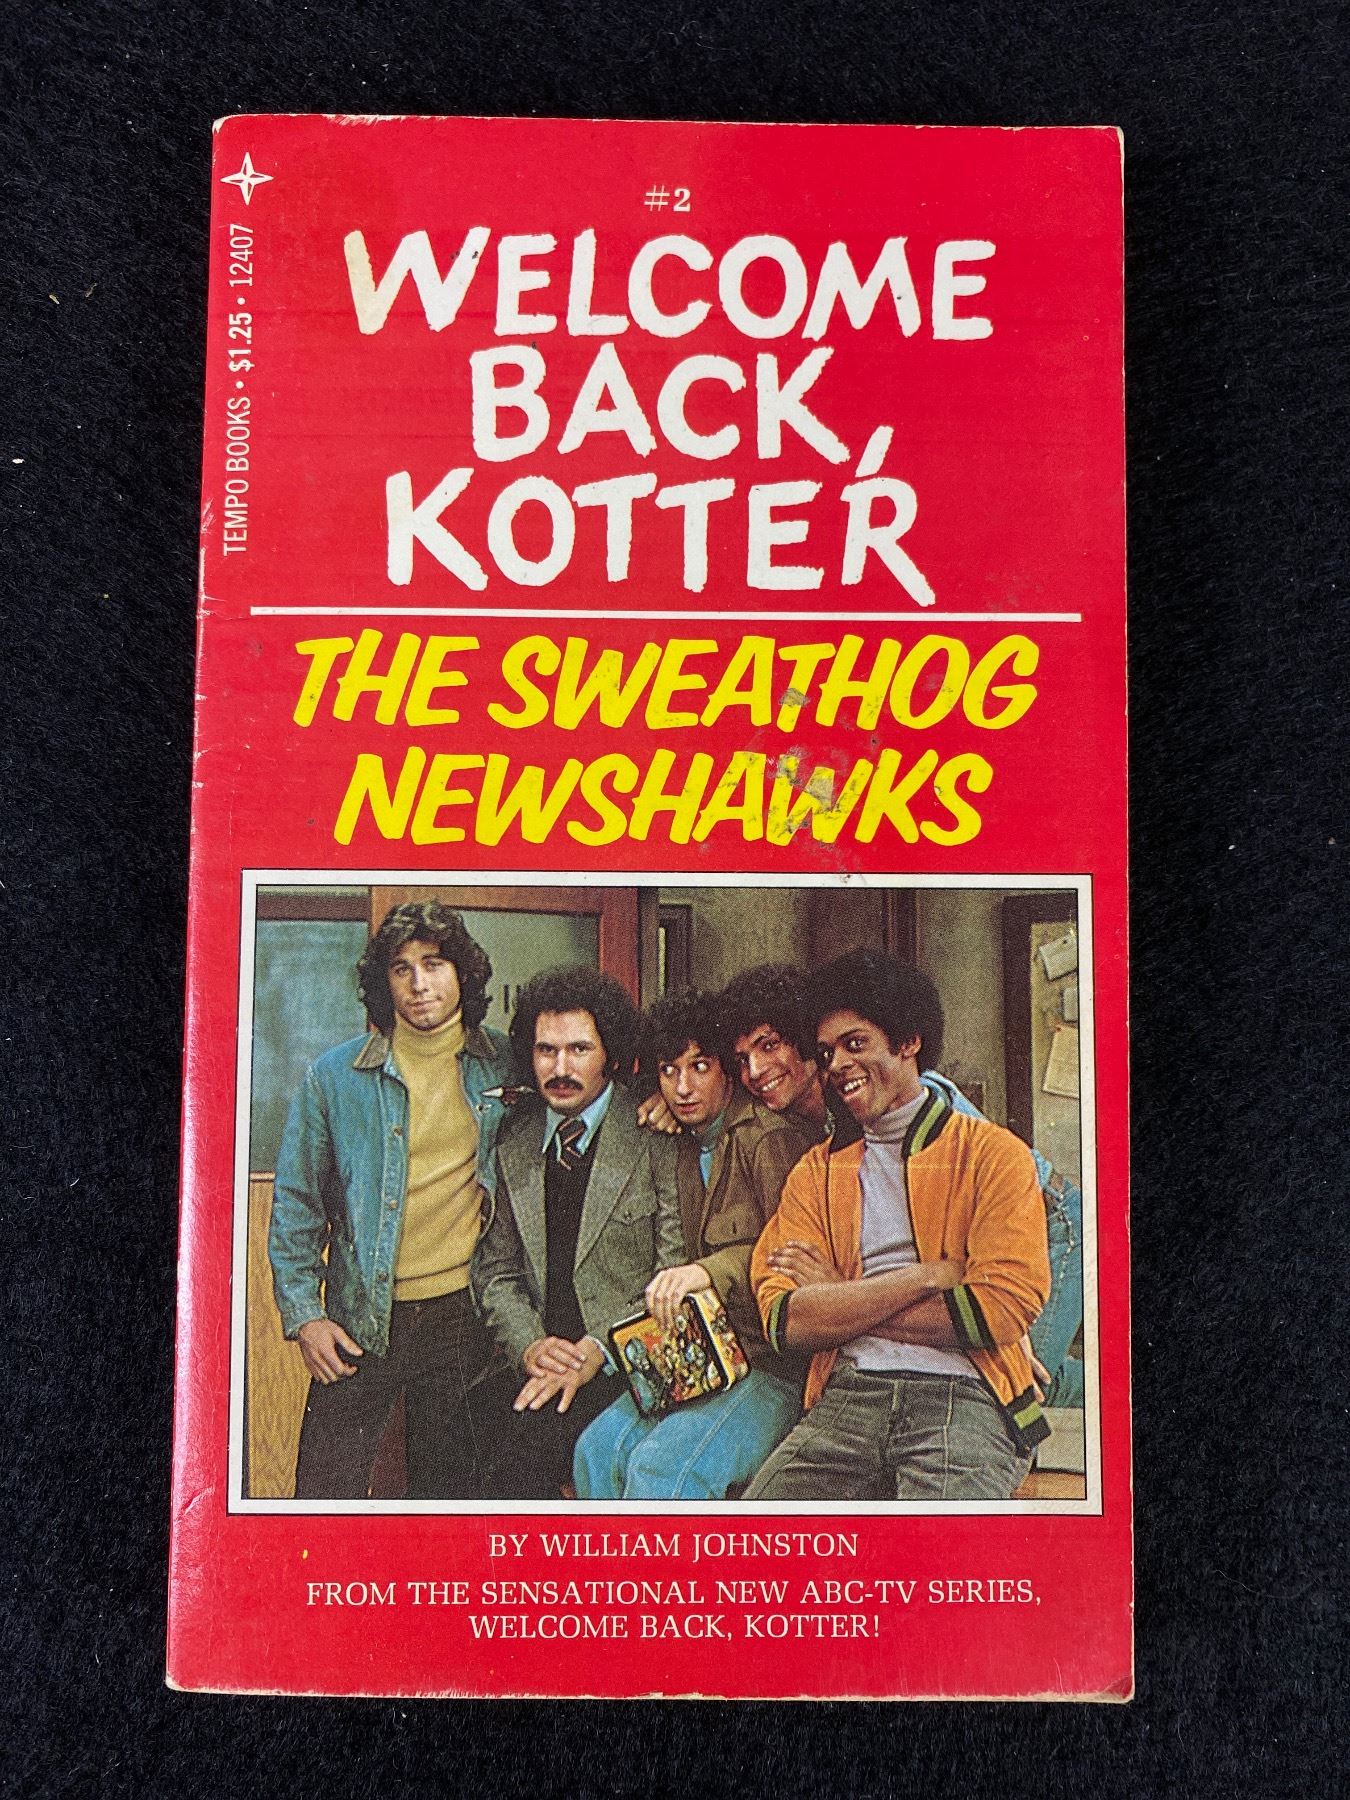 #2
WELCOME
BACK,
KOTTER
THE SWEATHOG
NEWSHAWKS
BY WILLIAM JOHNSTON
FROM THE SENSATIONAL NEW ABC-TV SERIES,
WELCOME BACK, KOTTER!
TEMPO BOOKS • $1.25 • 12407